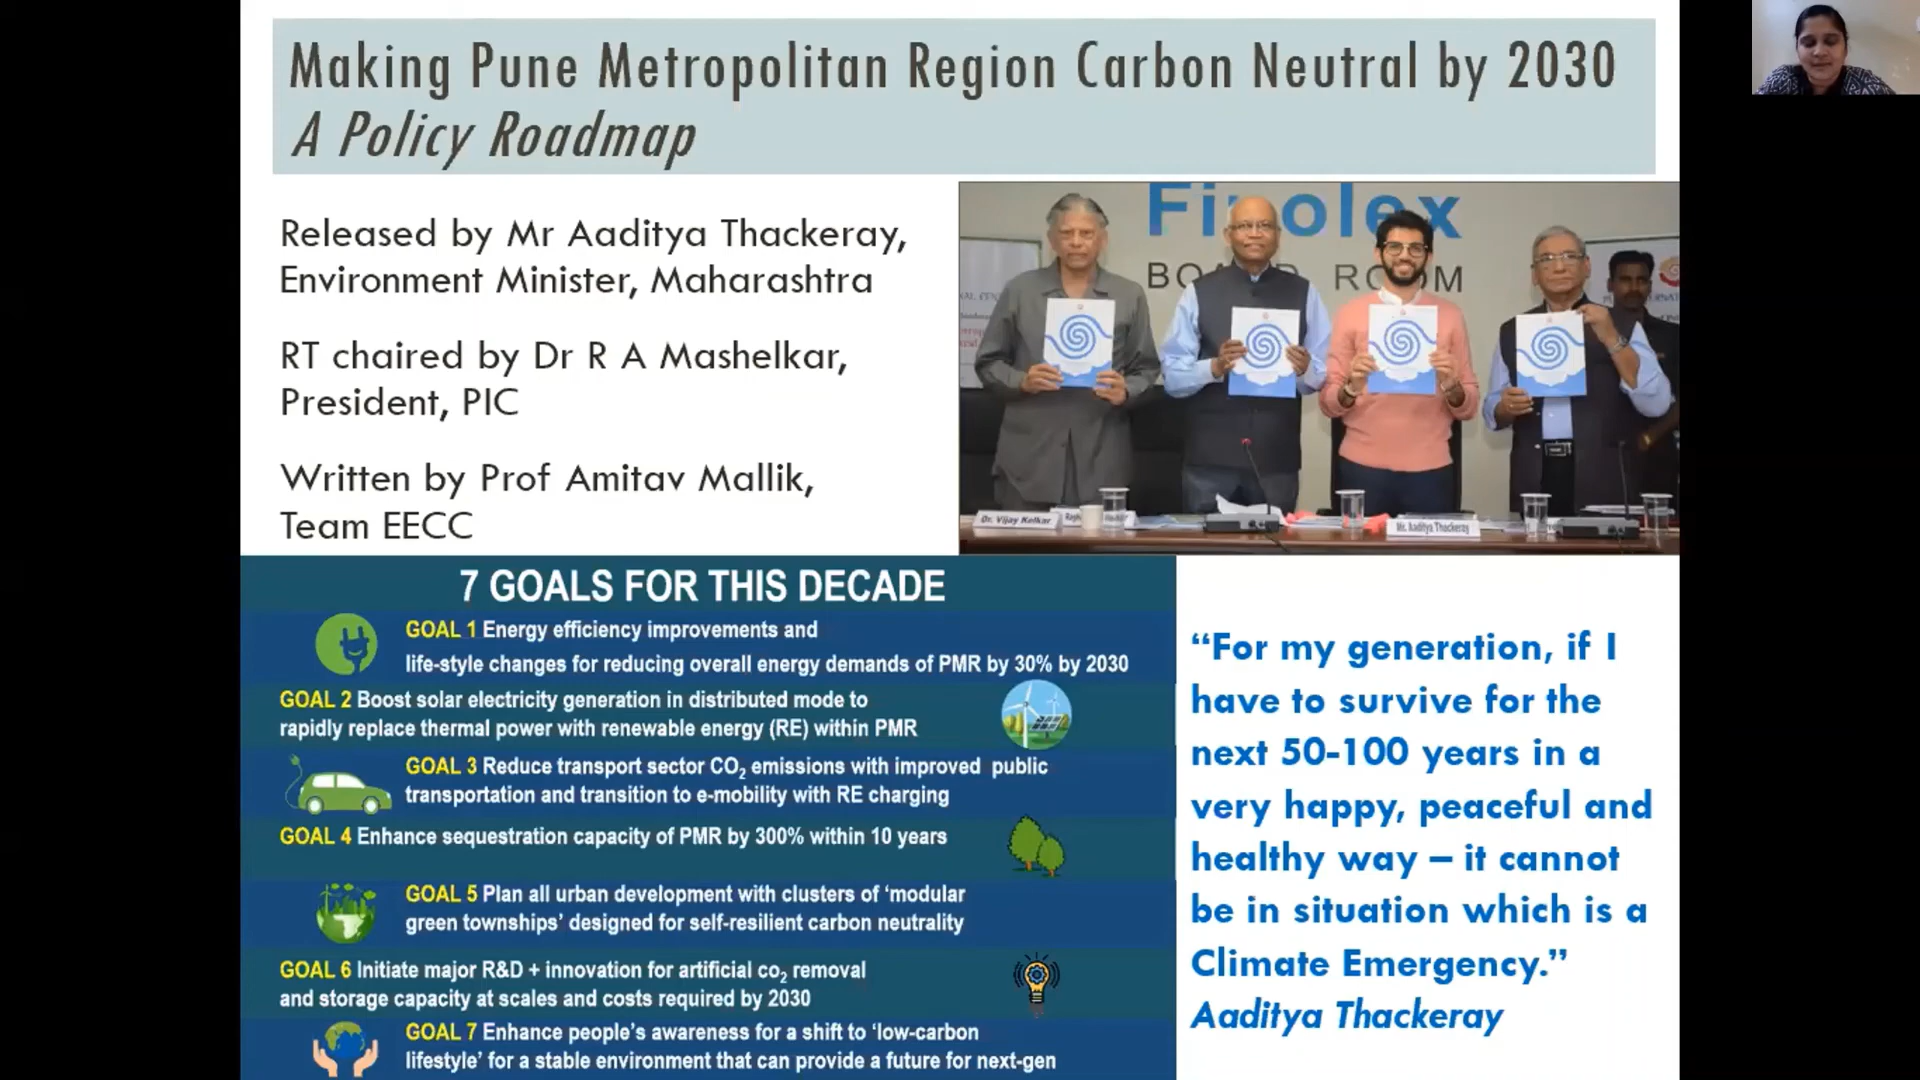 Making Pune Metropolitan Region Carbon Neutral by 2030
A Policy Roadmap
Released by Mr Aaditya Thackeray,
Environment Minister, Maharashtra
RT chaired by Dr R A Mashelkar,
President, PIC
Written by Prof Amitav Mallik,
Team EECC
Finolex
BOARD ROOM
Dr. Vijay Kelkar
Mr. Aaditya Thackeray
7 GOALS FOR THIS DECADE
GOAL 1 Energy efficiency improvements and
life-style changes for reducing overall energy demands of PMR by 30% by 2030
GOAL 2 Boost solar electricity generation in distributed mode to
rapidly replace thermal power with renewable energy (RE) within PMR
GOAL 3 Reduce transport sector CO₂ emissions with improved public
transportation and transition to e-mobility with RE charging
GOAL 4 Enhance sequestration capacity of PMR by 300% within 10 years
GOAL 5 Plan all urban development with clusters of ‘modular
green townships’ designed for self-resilient carbon neutrality
GOAL 6 Initiate major R&D + innovation for artificial co₂ removal
and storage capacity at scales and costs required by 2030
GOAL 7 Enhance people’s awareness for a shift to ‘low-carbon
lifestyle’ for a stable environment that can provide a future for next-gen
“For my generation, if I
have to survive for the
next 50-100 years in a
very happy, peaceful and
healthy way – it cannot
be in situation which is a
Climate Emergency.”
Aaditya Thackeray